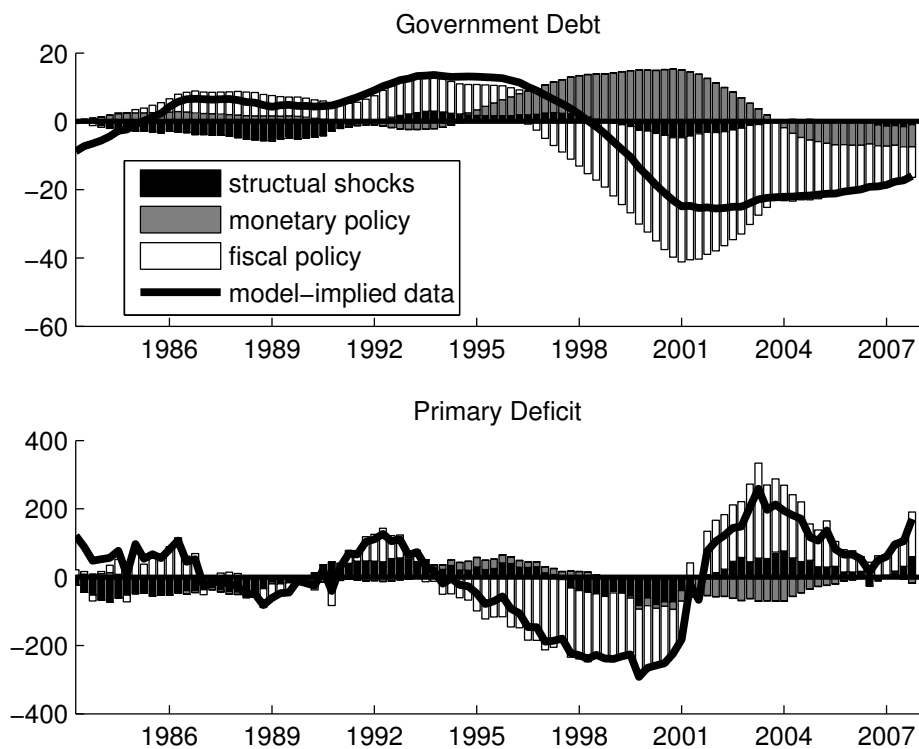 Government Debt
20
0
−20
−40
−60
structual shocks
monetary policy
fiscal policy
model−implied data
1986 1989 1992 1995 1998 2001 2004 2007
Primary Deficit
400
200
0
−200
−400
1986 1989 1992 1995 1998 2001 2004 2007